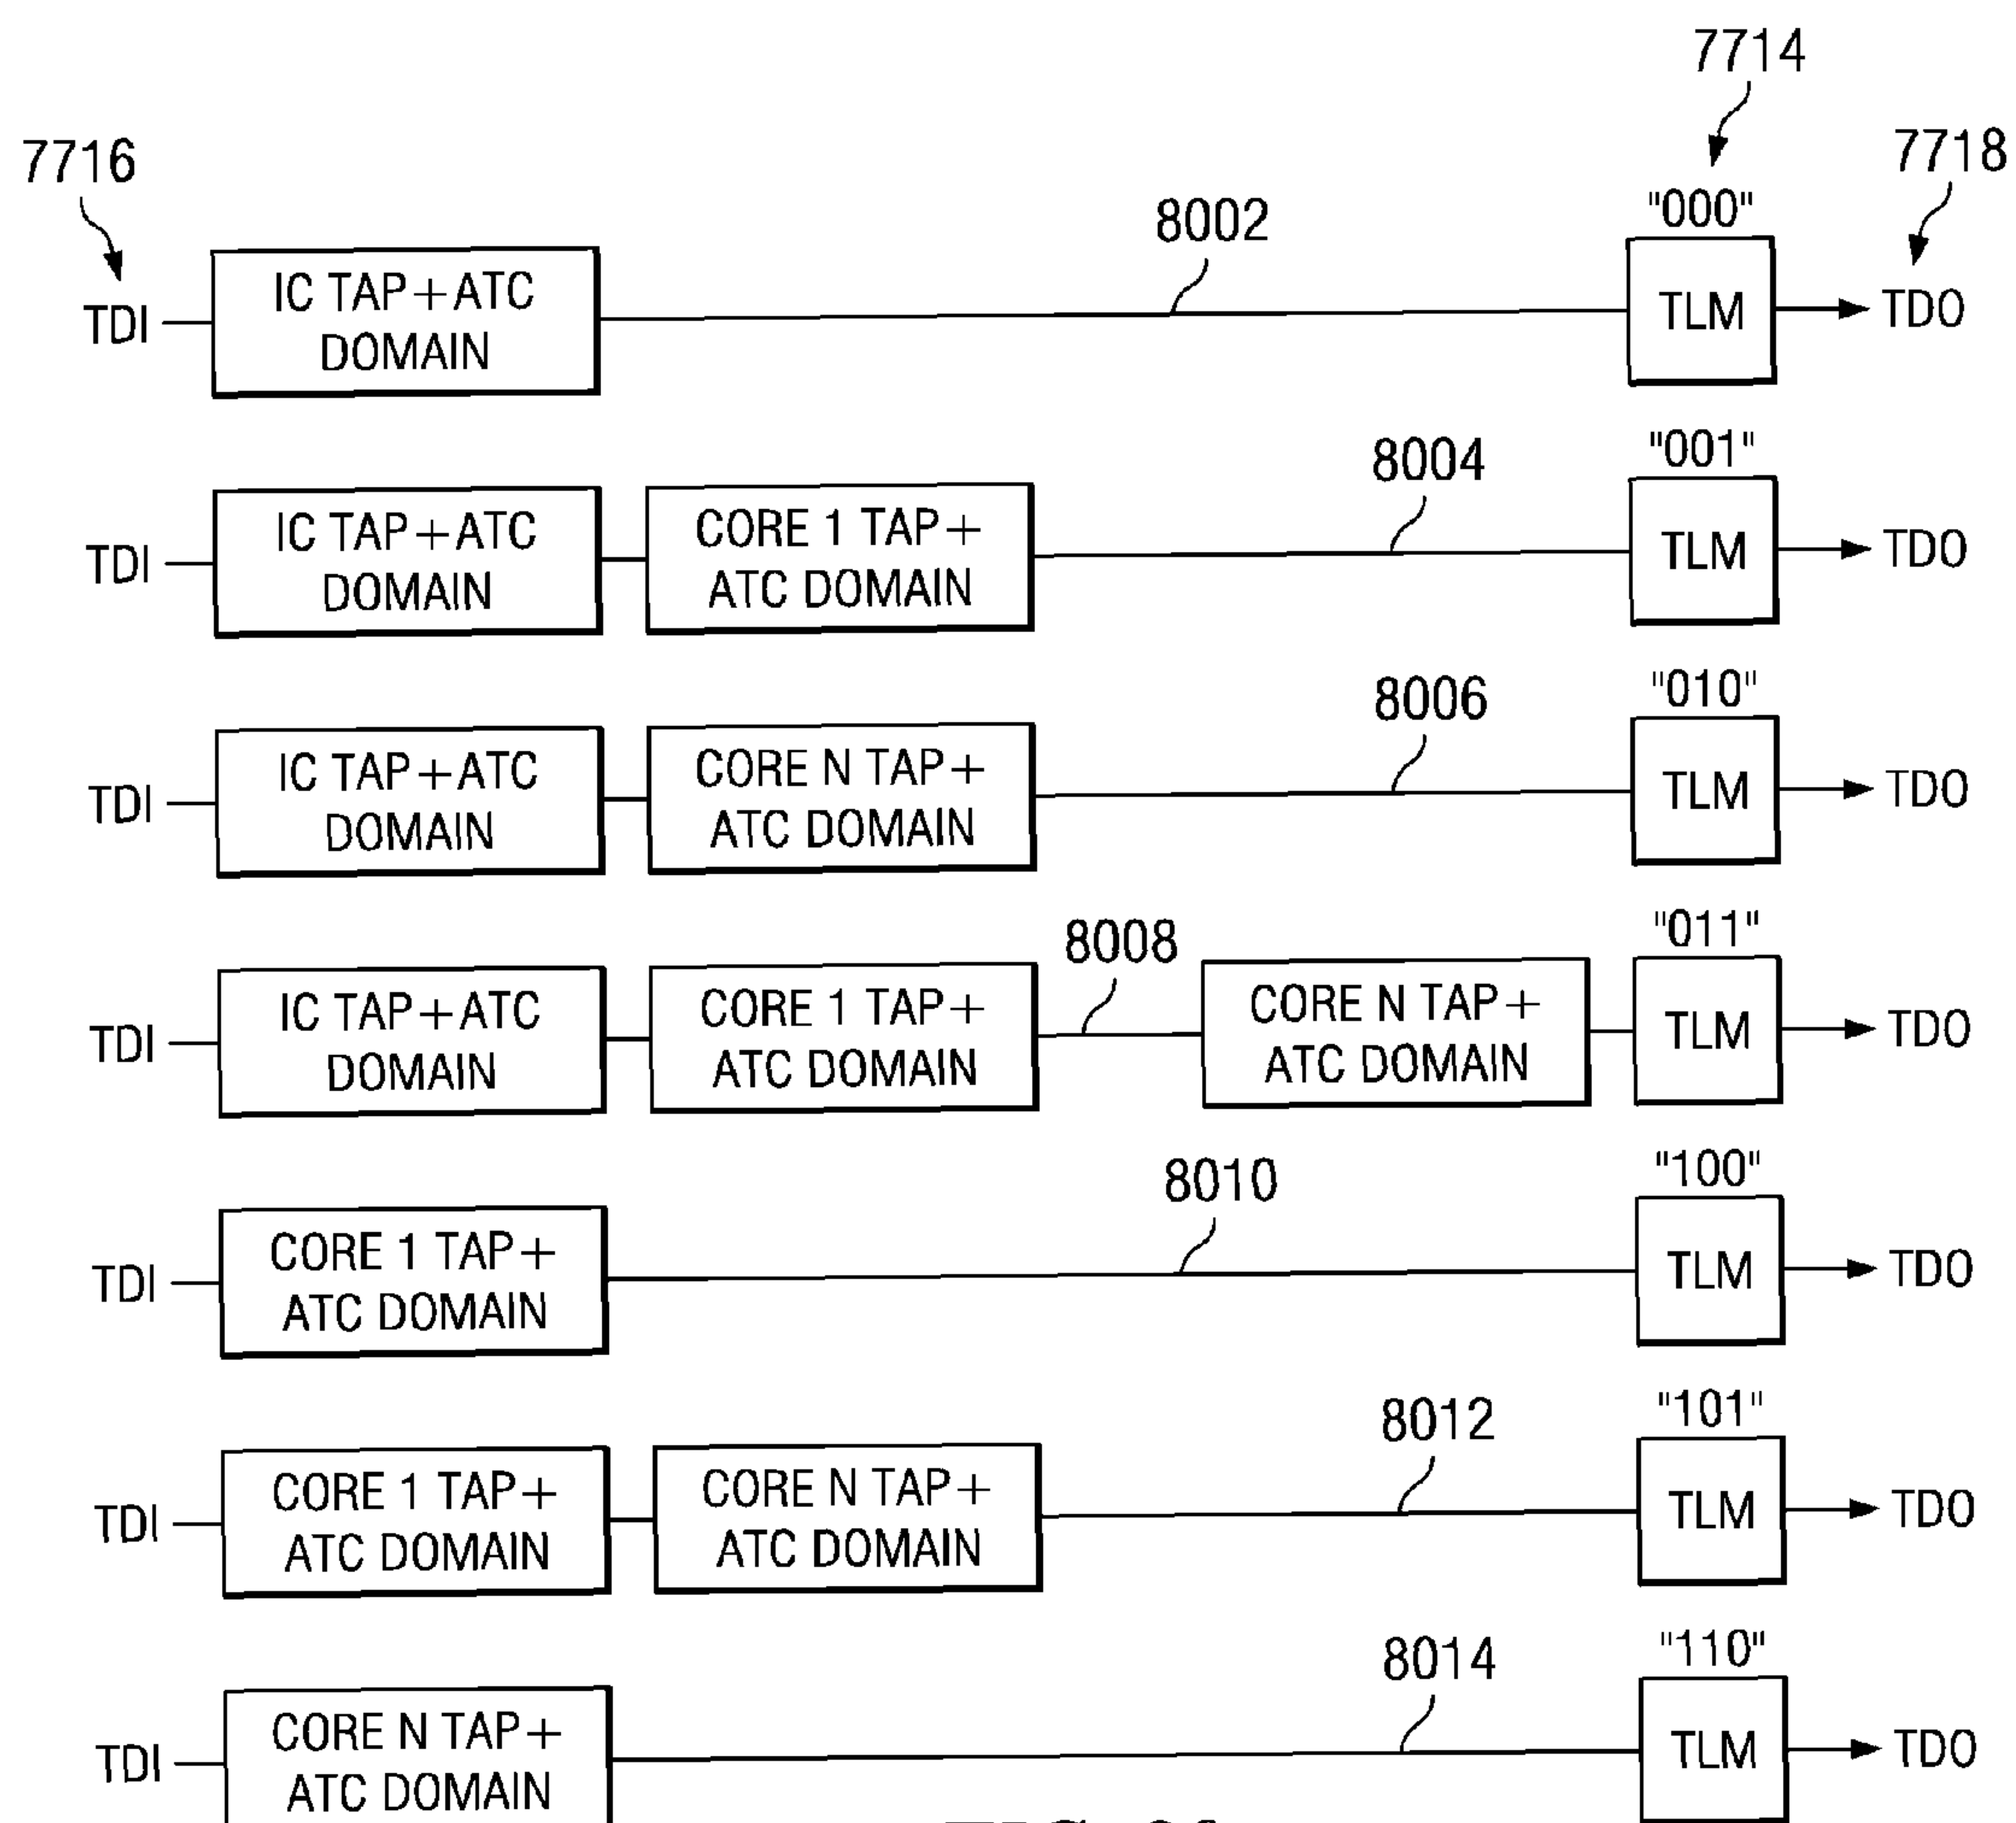 7714
7716
7718
8002
"000"
TDI
IC TAP+ATC
DOMAIN
TLM
TDO
8004
"001"
TDI
IC TAP+ATC
DOMAIN
CORE 1 TAP+
ATC DOMAIN
TLM
TDO
8006
"010"
TDI
IC TAP+ATC
DOMAIN
CORE N TAP+
ATC DOMAIN
TLM
TDO
8008
"011"
TDI
IC TAP+ATC
DOMAIN
CORE 1 TAP+
ATC DOMAIN
CORE N TAP+
ATC DOMAIN
TLM
TDO
8010
"100"
TDI
CORE 1 TAP+
ATC DOMAIN
TLM
TDO
8012
"101"
TDI
CORE 1 TAP+
ATC DOMAIN
CORE N TAP+
ATC DOMAIN
TLM
TDO
8014
"110"
TDI
CORE N TAP+
ATC DOMAIN
TLM
TDO